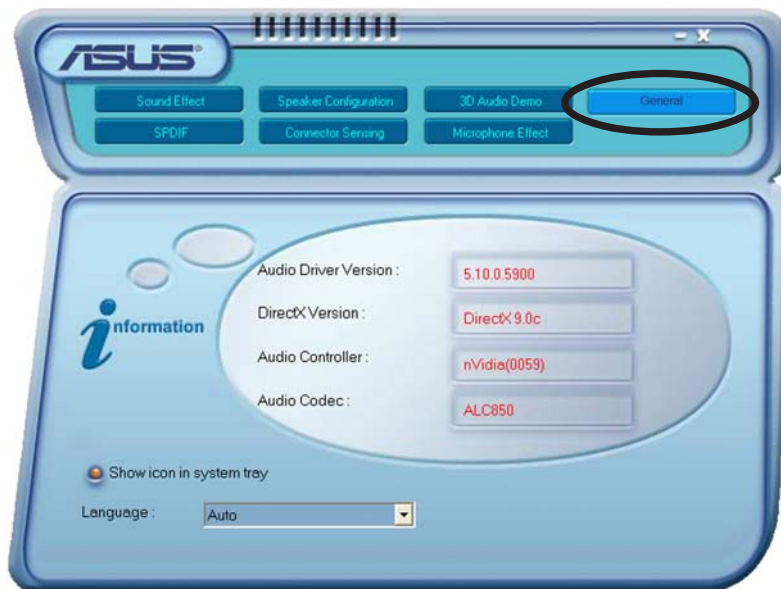 ASUS
Sound Effect
Speaker Configuration
3D Audio Demo
General
SPDIF
Connector Sensing
Microphone Effect
information
Audio Driver Version :
5.10.0.5900
DirectX Version :
DirectX 9.0c
Audio Controller :
nVidia(0059)
Audio Codec :
ALC850
Show icon in system tray
Language :
Auto